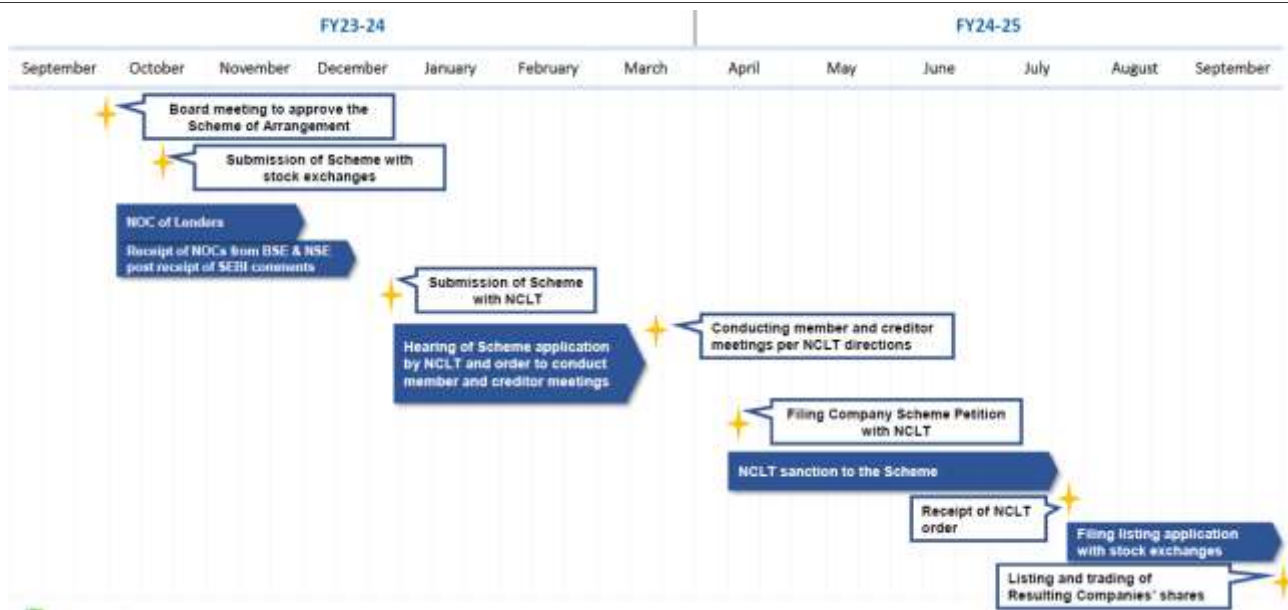 FY23-24
FY24-25
September October November December January February March April May June July August September
Board meeting to approve the
Scheme of Arrangement
Submission of Scheme with
stock exchanges
NOC of Lenders
Receipt of NOCs from BSE & NSE
post receipt of SEBI comments
Submission of Scheme
with NCLT
Hearing of Scheme application
by NCLT and order to conduct
member and creditor meetings
Conducting member and creditor
meetings per NCLT directions
Filing Company Scheme Petition
with NCLT
NCLT sanction to the Scheme
Receipt of NCLT
order
Filing listing application
with stock exchanges
Listing and trading of
Resulting Companies' shares